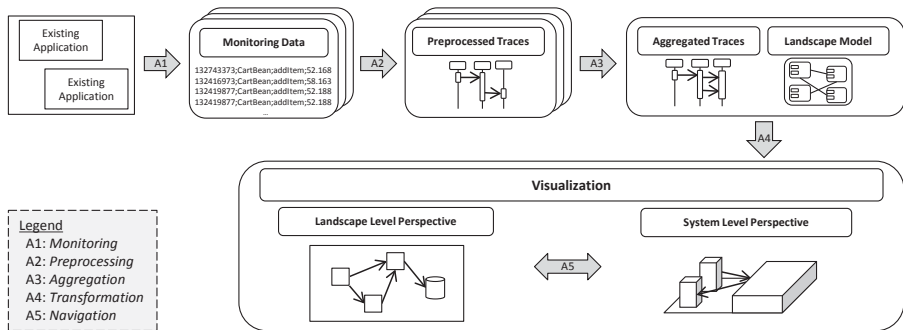 Existing
Application
Existing
Application
A1
Monitoring Data
132743373;CartBean;addItem;52.168
132416973;CartBean;addItem;58.163
132419877;CartBean;addItem;52.188
132419877;CartBean;addItem;52.188
...
A2
Preprocessed Traces
A3
Aggregated Traces
Landscape Model
A4
Visualization
Landscape Level Perspective
A5
System Level Perspective
Legend
A1: Monitoring
A2: Preprocessing
A3: Aggregation
A4: Transformation
A5: Navigation